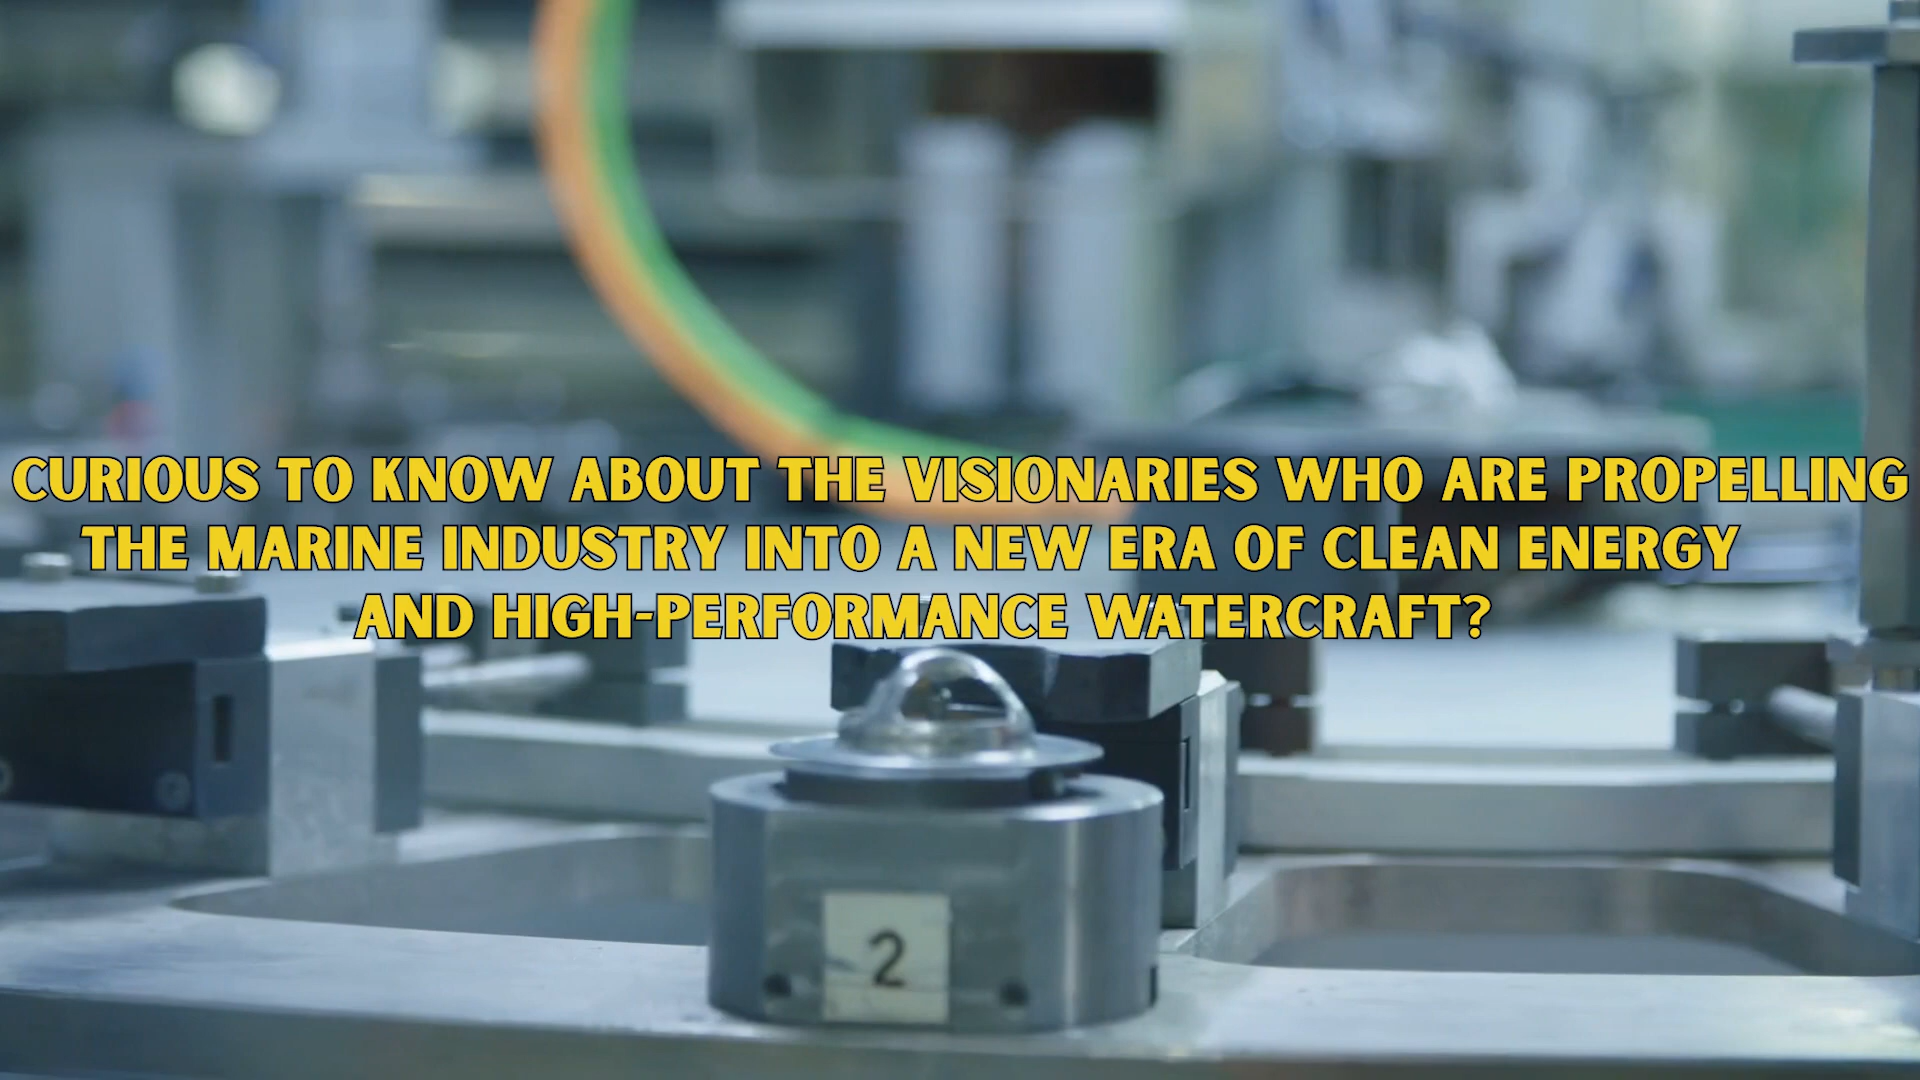 CURIOUS TO KNOW ABOUT THE VISIONARIES WHO ARE PROPELLING
THE MARINE INDUSTRY INTO A NEW ERA OF CLEAN ENERGY
AND HIGH-PERFORMANCE WATERCRAFT?
2